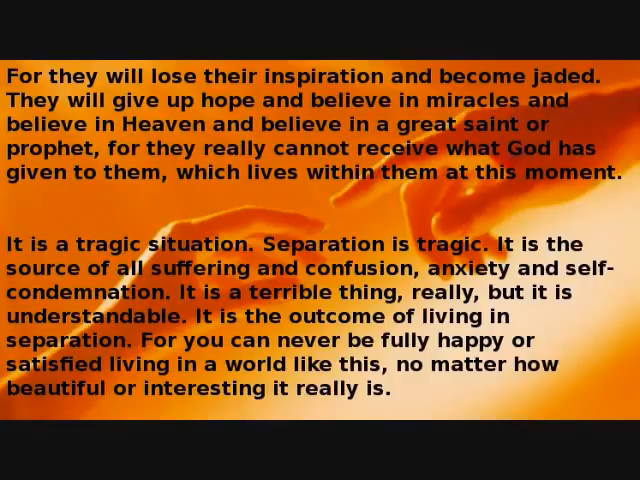 For they will lose their inspiration and become jaded.
They will give up hope and believe in miracles and
believe in Heaven and believe in a great saint or
prophet, for they really cannot receive what God has
given to them, which lives within them at this moment.
It is a tragic situation. Separation is tragic. It is the
source of all suffering and confusion, anxiety and self-
condemnation. It is a terrible thing, really, but it is
understandable. It is the outcome of living in
separation. For you can never be fully happy or
satisfied living in a world like this, no matter how
beautiful or interesting it really is.